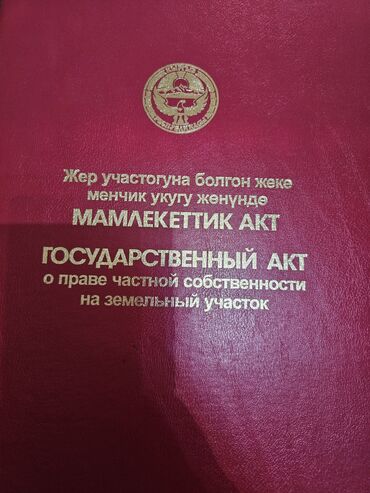 Жер участогуна болгон жеке
менчик укугу жөнүндө
МАМЛЕКЕТТИК АКТ
ГОСУДАРСТВЕННЫЙ АКТ
о праве частной собственности
на земельный участок